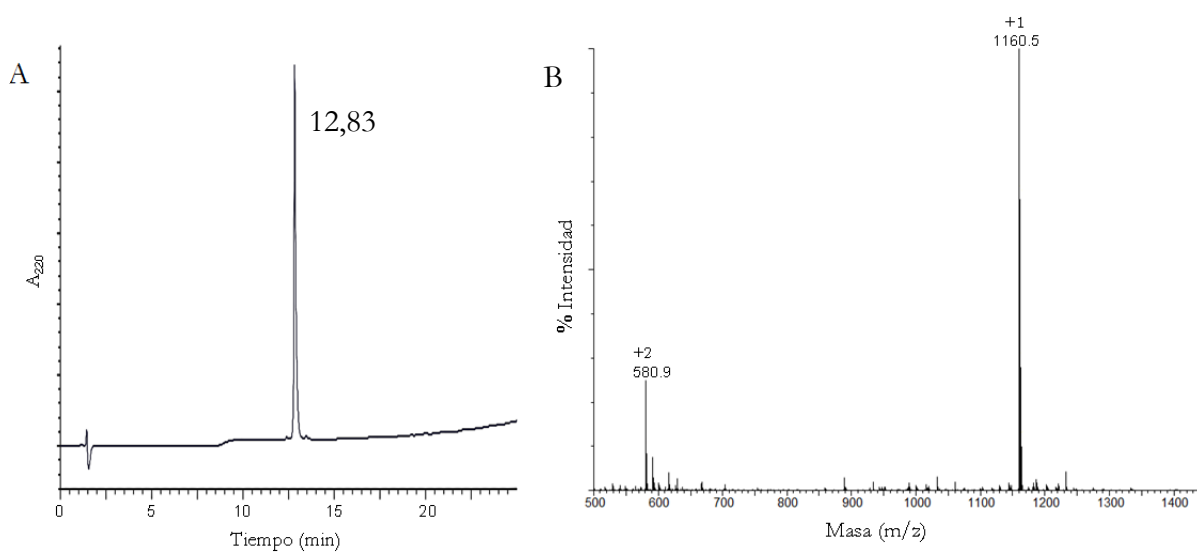 A
12,83
A220
0 5 10 15 20
Tiempo (min)
B
+1
1160.5
+2
580.9
% Intensidad
500 600 700 800 900 1000 1100 1200 1300 1400
Masa (m/z)